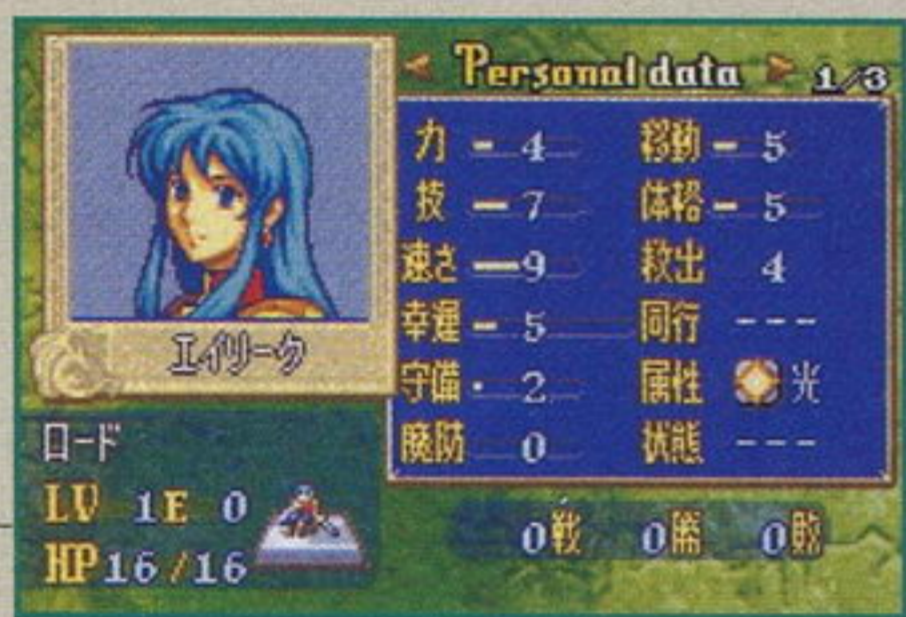 Personal data 1/3
力 4 移動 5
技 7 体格 5
速さ 9 救出 4
幸運 5 同行 ---
守備 2 属性 光
魔防 0 状態 ---
エイリーク
ロード
LV 1 E 0
HP 16/16
0戦 0勝 0敗